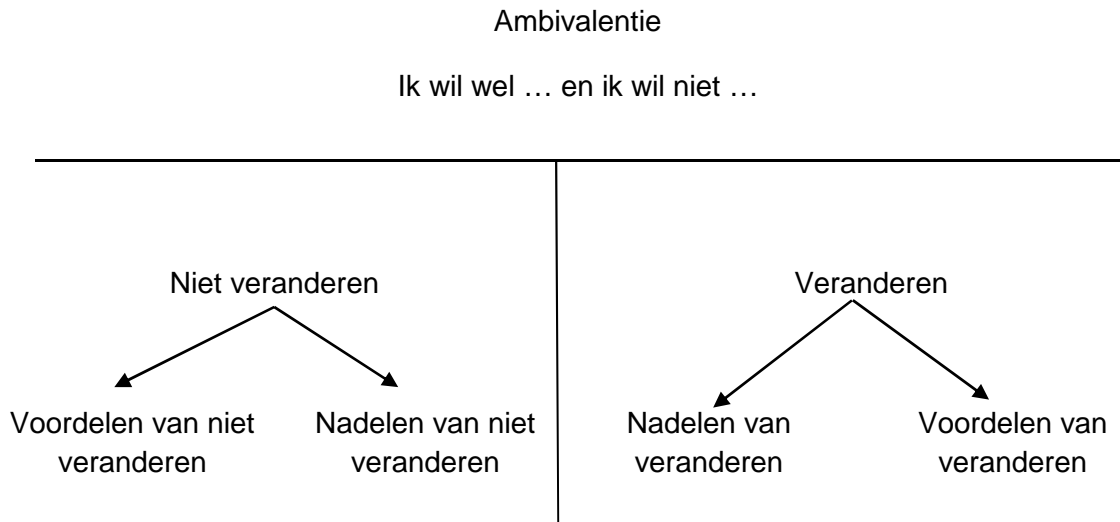 Ambivalentie
Ik wil wel … en ik wil niet …
Niet veranderen
Veranderen
Voordelen van niet
veranderen
Nadelen van niet
veranderen
Nadelen van
veranderen
Voordelen van
veranderen